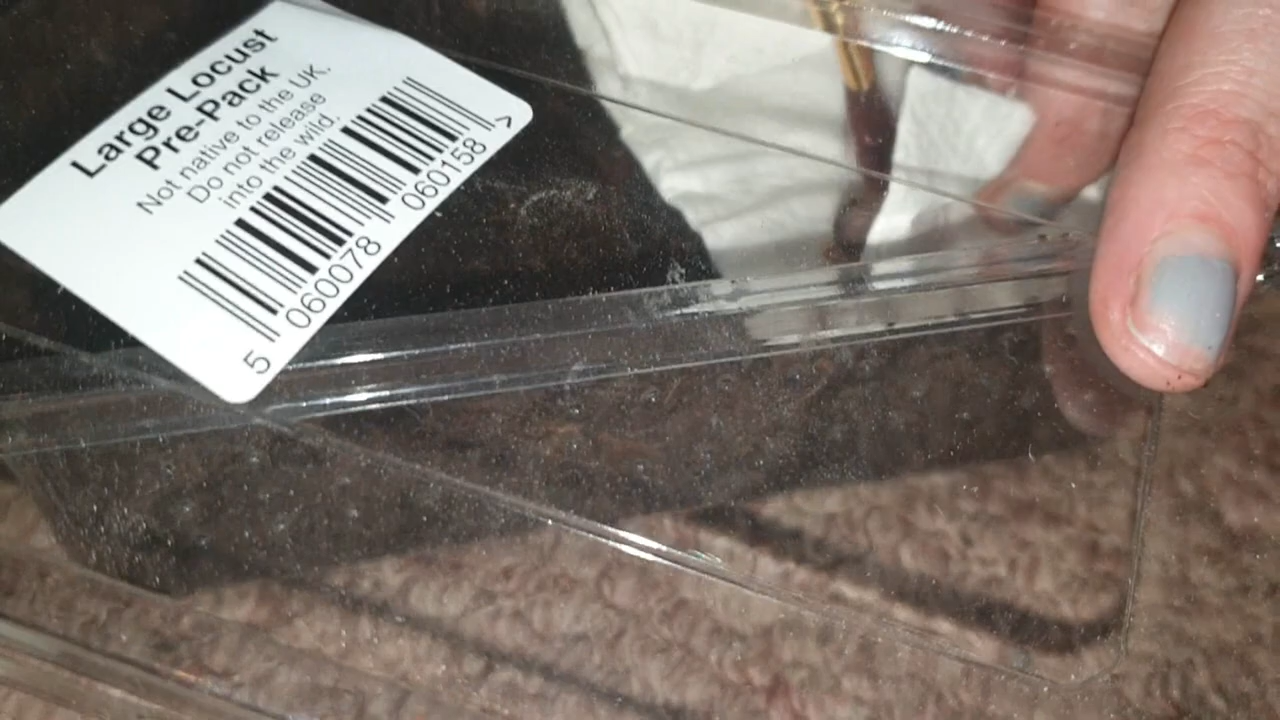 Large Locust
Pre-Pack
Not native to the UK.
Do not release
into the wild.
5 060078 060158 >